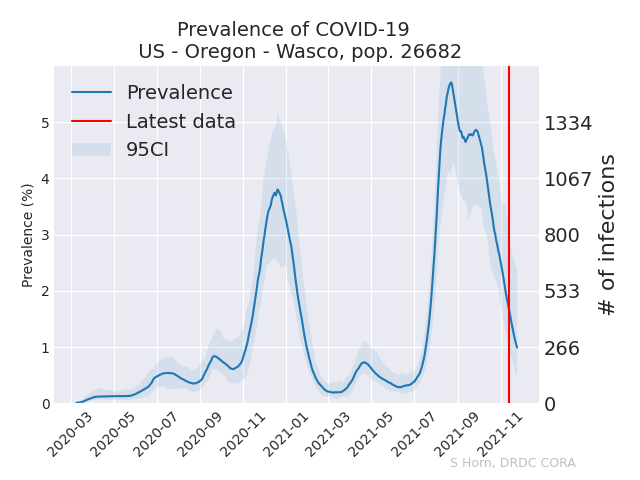 Prevalence of COVID-19
US - Oregon - Wasco, pop. 26682
Prevalence
Latest data
95CI
Prevalence (%)
5
4
3
2
1
0
1334
1067
800
533
266
0
# of infections
2020-03
2020-05
2020-07
2020-09
2020-11
2021-01
2021-03
2021-05
2021-07
2021-09
2021-11
S Horn, DRDC CORA